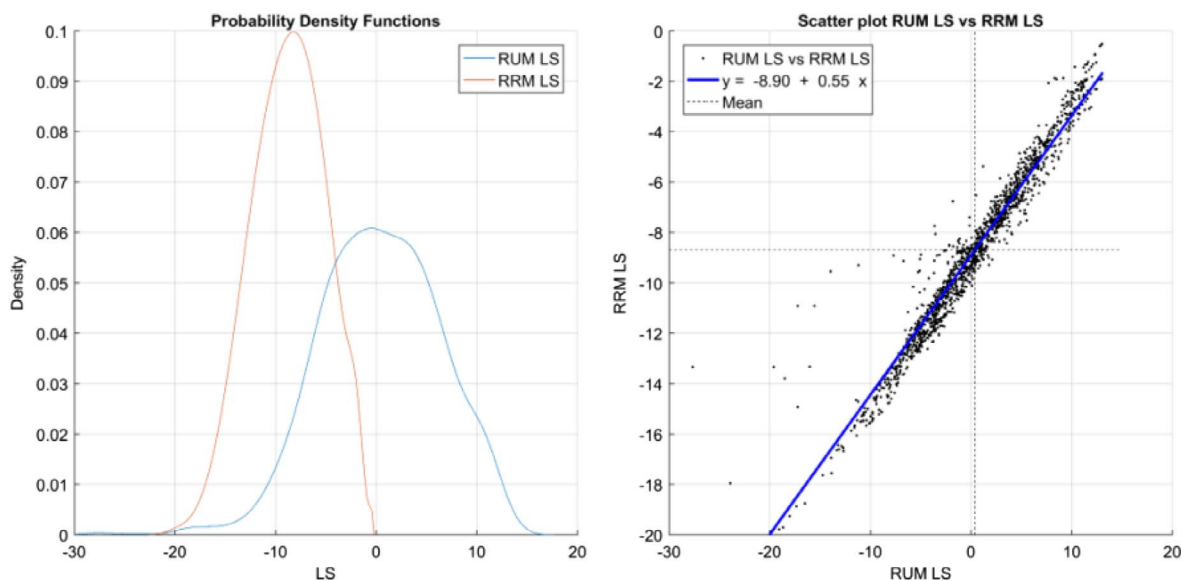 Probability Density Functions
0.1
0.09
0.08
0.07
0.06
0.05
0.04
0.03
0.02
0.01
0
Density
-30 -20 -10 0 10 20
LS
RUM LS
RRM LS
Scatter plot RUM LS vs RRM LS
0
-2
-4
-6
-8
-10
-12
-14
-16
-18
-20
RRM LS
-30 -20 -10 0 10 20
RUM LS
RUM LS vs RRM LS
y = -8.90 + 0.55 x
Mean